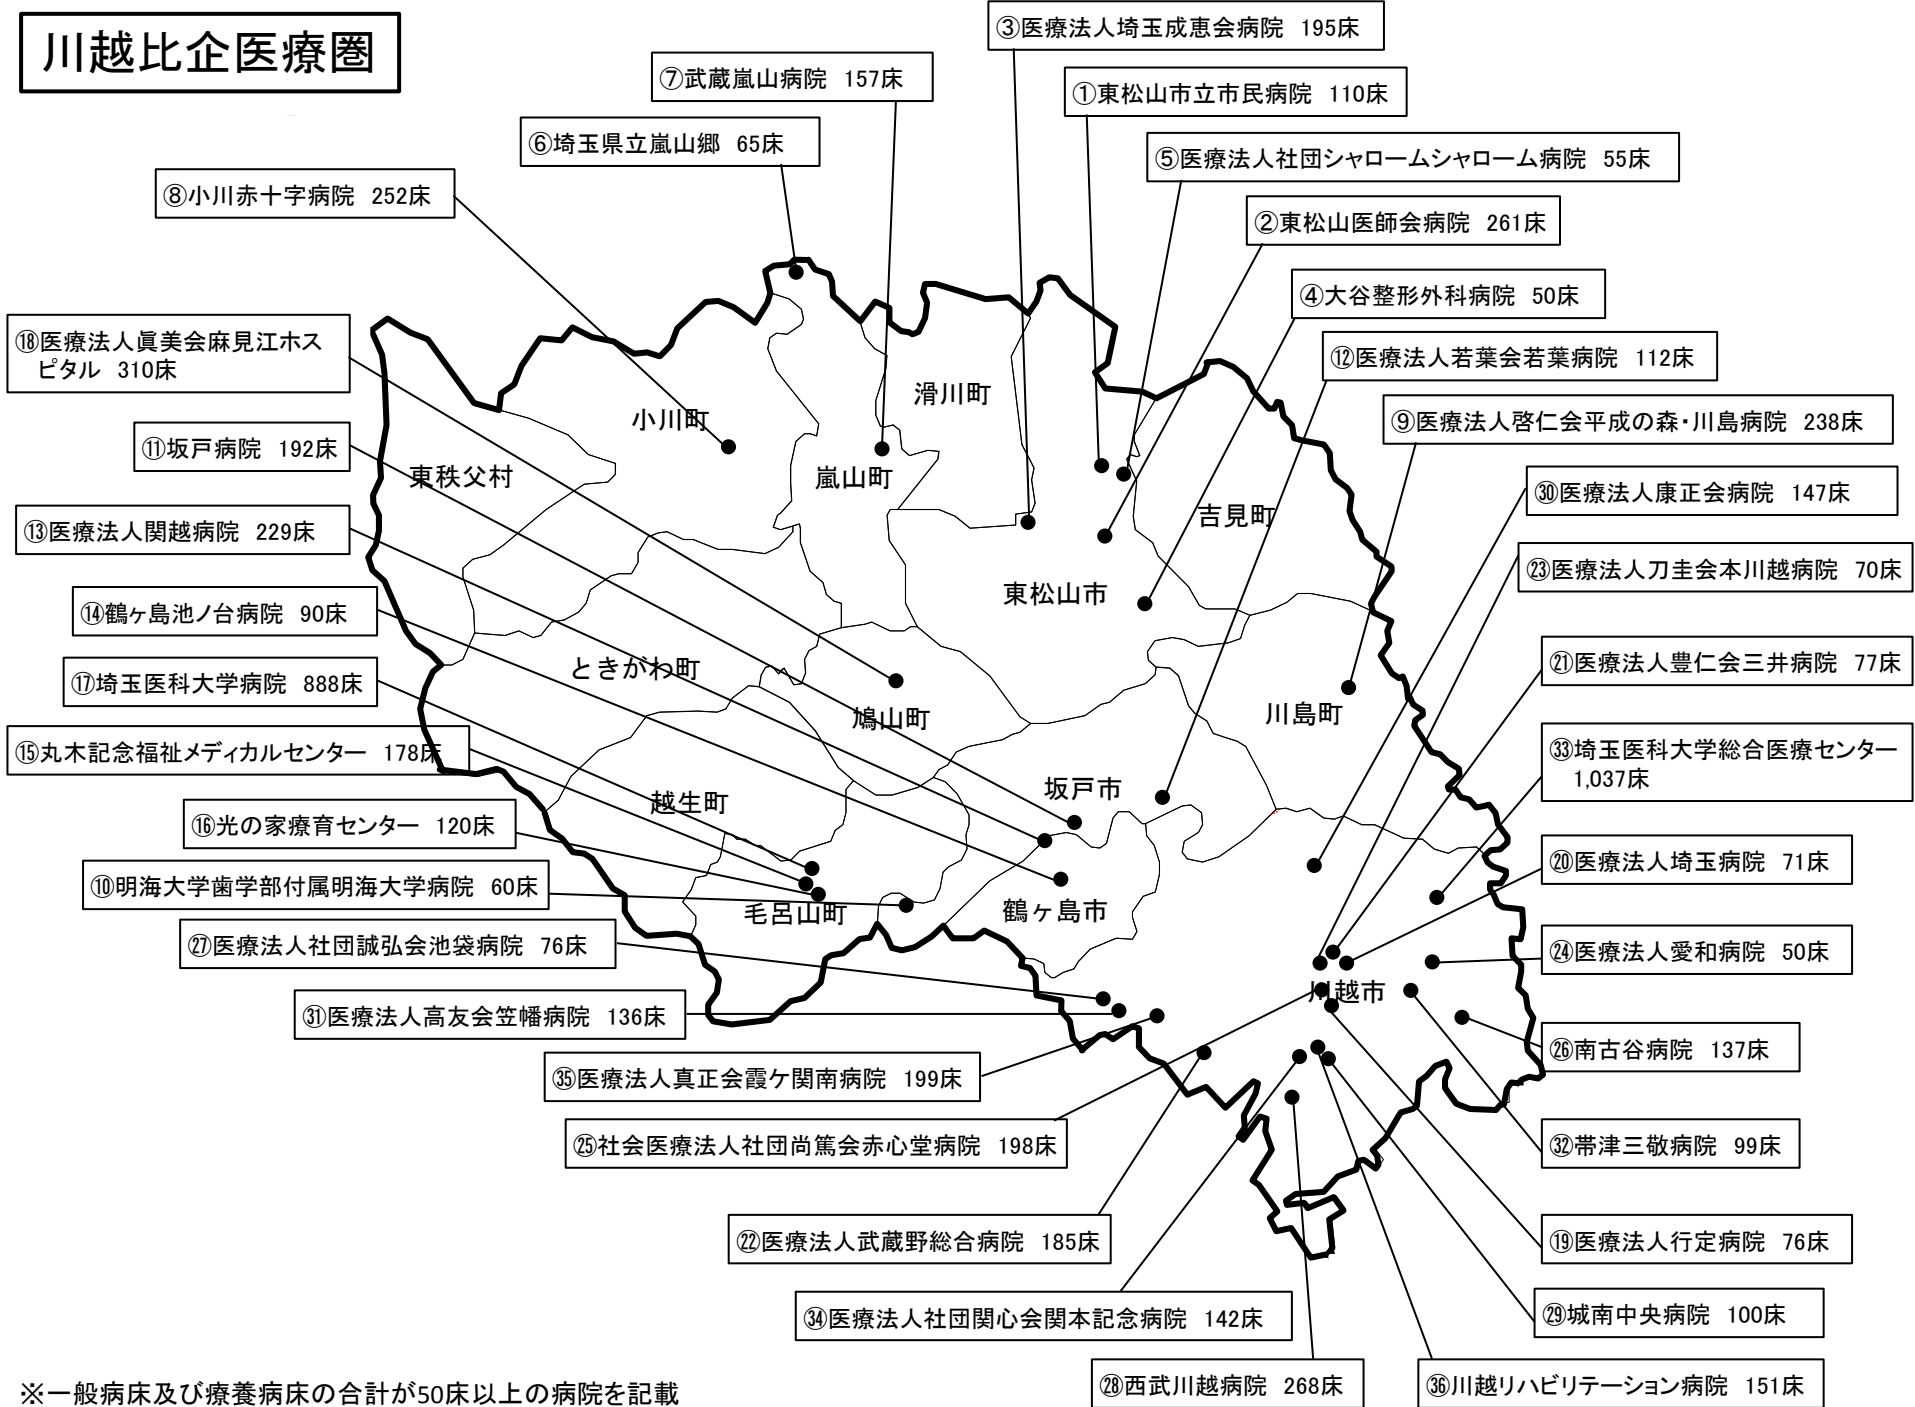 川越比企医療圏
③医療法人埼玉成恵会病院 195床
⑦武蔵嵐山病院 157床
①東松山市立市民病院 110床
⑥埼玉県立嵐山郷 65床
⑤医療法人社団シャロームシャローム病院 55床
⑧小川赤十字病院 252床
②東松山医師会病院 261床
④大谷整形外科病院 50床
⑱医療法人眞美会麻見江ホス
ピタル 310床
⑫医療法人若葉会若葉病院 112床
滑川町
小川町
⑨医療法人啓仁会平成の森・川島病院 238床
⑪坂戸病院 192床
東秩父村
嵐山町
㉚医療法人康正会病院 147床
吉見町
⑬医療法人関越病院 229床
㉓医療法人刀圭会本川越病院 70床
東松山市
⑭鶴ヶ島池ノ台病院 90床
ときがわ町
㉑医療法人豊仁会三井病院 77床
⑰埼玉医科大学病院 888床
鳩山町
川島町
⑮丸木記念福祉メディカルセンター 178床
㉝埼玉医科大学総合医療センター
1,037床
坂戸市
越生町
⑯光の家療育センター 120床
⑳医療法人埼玉病院 71床
⑩明海大学歯学部付属明海大学病院 60床
毛呂山町
鶴ヶ島市
㉗医療法人社団誠弘会池袋病院 76床
㉔医療法人愛和病院 50床
川越市
㉛医療法人高友会笠幡病院 136床
㉖南古谷病院 137床
㉟医療法人真正会霞ケ関南病院 199床
㉕社会医療法人社団尚篤会赤心堂病院 198床
㉜帯津三敬病院 99床
㉒医療法人武蔵野総合病院 185床
⑲医療法人行定病院 76床
㉞医療法人社団関心会関本記念病院 142床
㉙城南中央病院 100床
㉘西武川越病院 268床
㊱川越リハビリテーション病院 151床
※一般病床及び療養病床の合計が50床以上の病院を記載